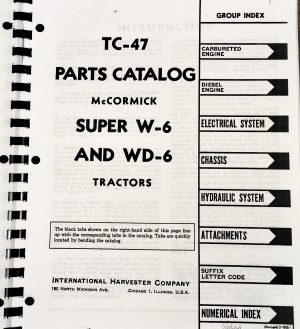 TC-47
PARTS CATALOG
McCORMICK
SUPER W-6
AND WD-6
TRACTORS
The black tabs shown on the right-hand side of this page line
up with the corresponding tabs in the catalog. Tabs are quickly
located by bending the catalog.
INTERNATIONAL HARVESTER COMPANY
180 NORTH MICHIGAN AVE. CHICAGO 1, ILLINOIS, U.S.A.
GROUP INDEX
CARBURETED
ENGINE
DIESEL
ENGINE
ELECTRICAL SYSTEM
CHASSIS
HYDRAULIC SYSTEM
ATTACHMENTS
SUFFIX
LETTER CODE
NUMERICAL INDEX